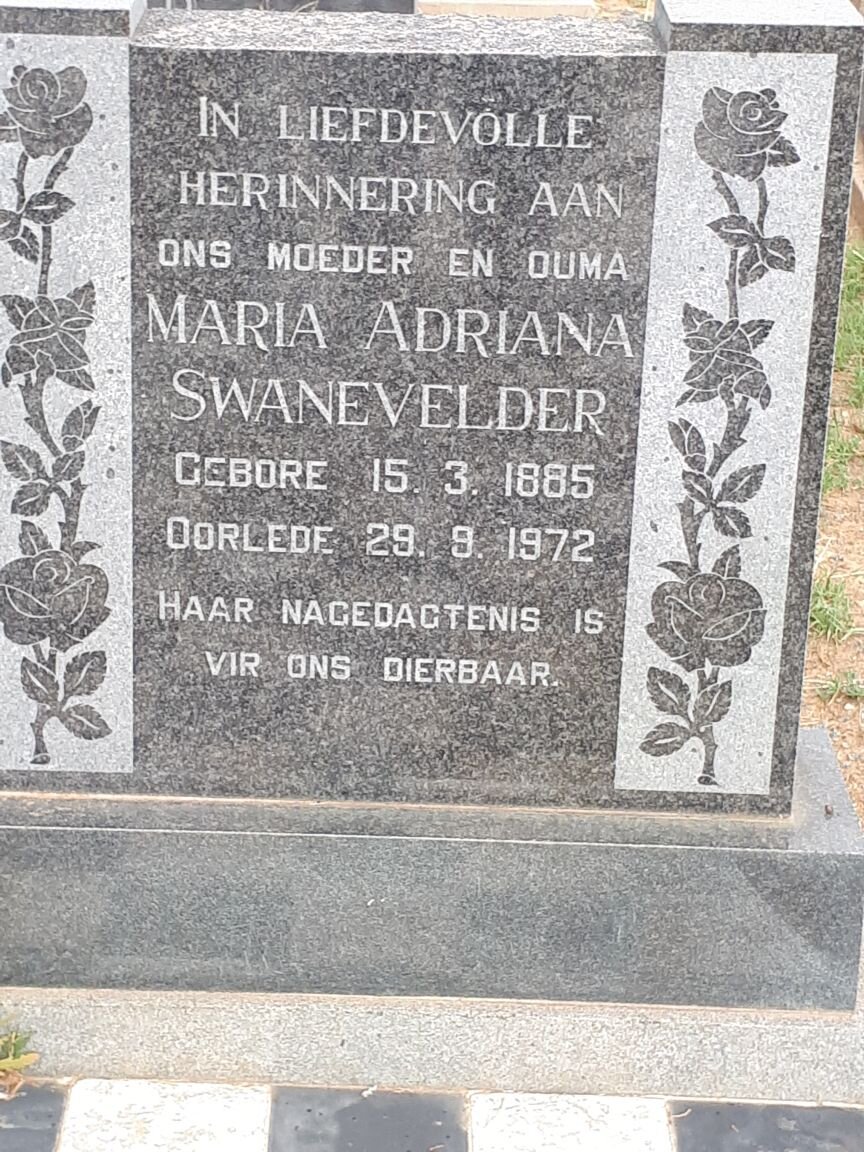 IN LIEFDEVOLLE
HERINNERING AAN
ONS MOEDER EN OUMA
MARIA ADRIANA
SWANEVELDER
GEBORE 15. 3. 1885
OORLEDE 29. 9. 1972
HAAR NAGEDAGTENIS IS
VIR ONS DIERBAAR.